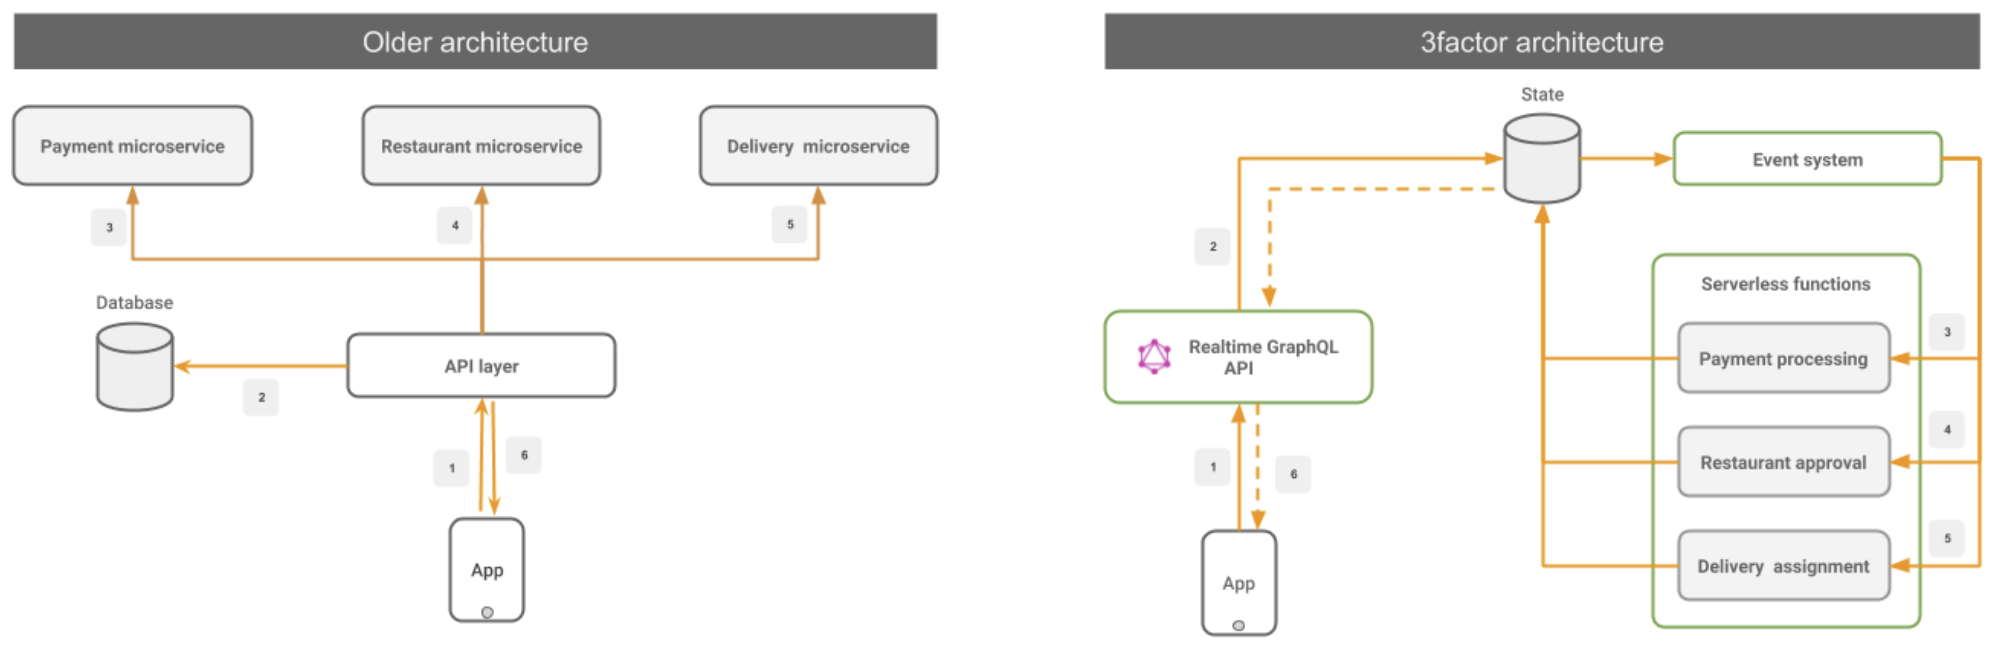 Older architecture
Payment microservice
Restaurant microservice
Delivery microservice
3
4
5
Database
API layer
2
1
6
App
3factor architecture
State
Event system
2
Serverless functions
Realtime GraphQL
API
Payment processing
3
Restaurant approval
4
Delivery assignment
5
1
6
App